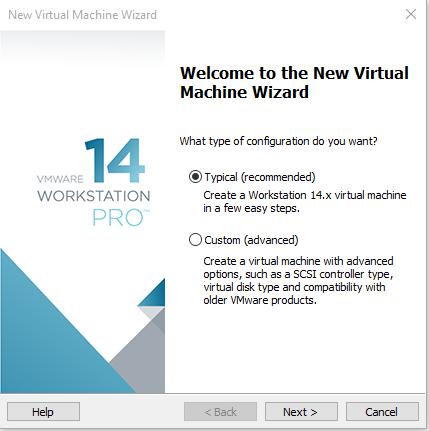 New Virtual Machine Wizard
VMWARE 14
WORKSTATION
PRO™
Welcome to the New Virtual
Machine Wizard
What type of configuration do you want?
Typical (recommended)
Create a Workstation 14.x virtual machine
in a few easy steps.
Custom (advanced)
Create a virtual machine with advanced
options, such as a SCSI controller type,
virtual disk type and compatibility with
older VMware products.
Help
< Back
Next >
Cancel